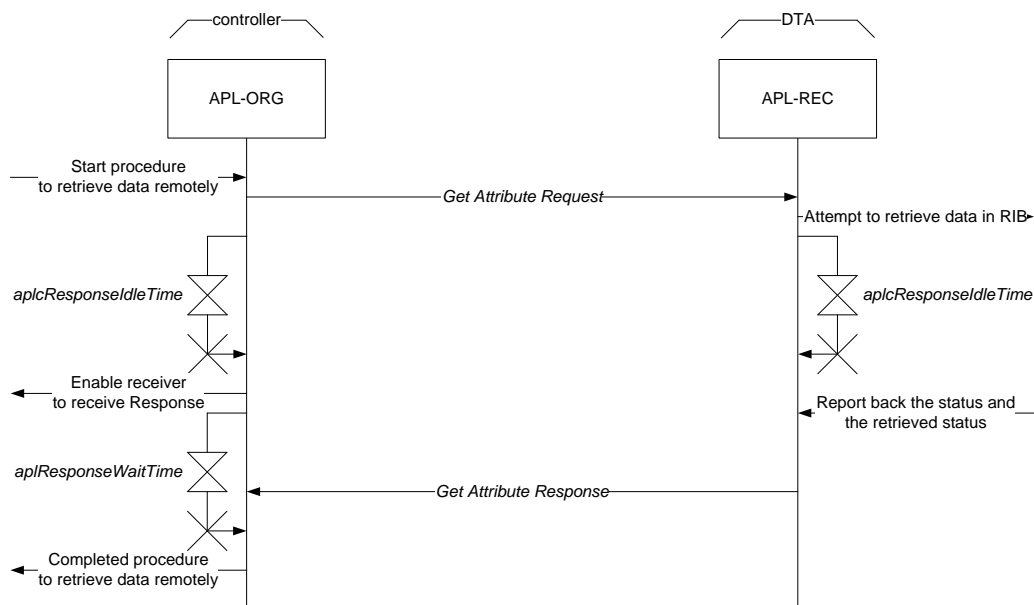 controller
DTA
APL-ORG
APL-REC
Start procedure
to retrieve data remotely
Get Attribute Request
Attempt to retrieve data in RIB
aplcResponseIdleTime
aplcResponseIdleTime
Enable receiver
to receive Response
Report back the status and
the retrieved status
aplResponseWaitTime
Get Attribute Response
Completed procedure
to retrieve data remotely